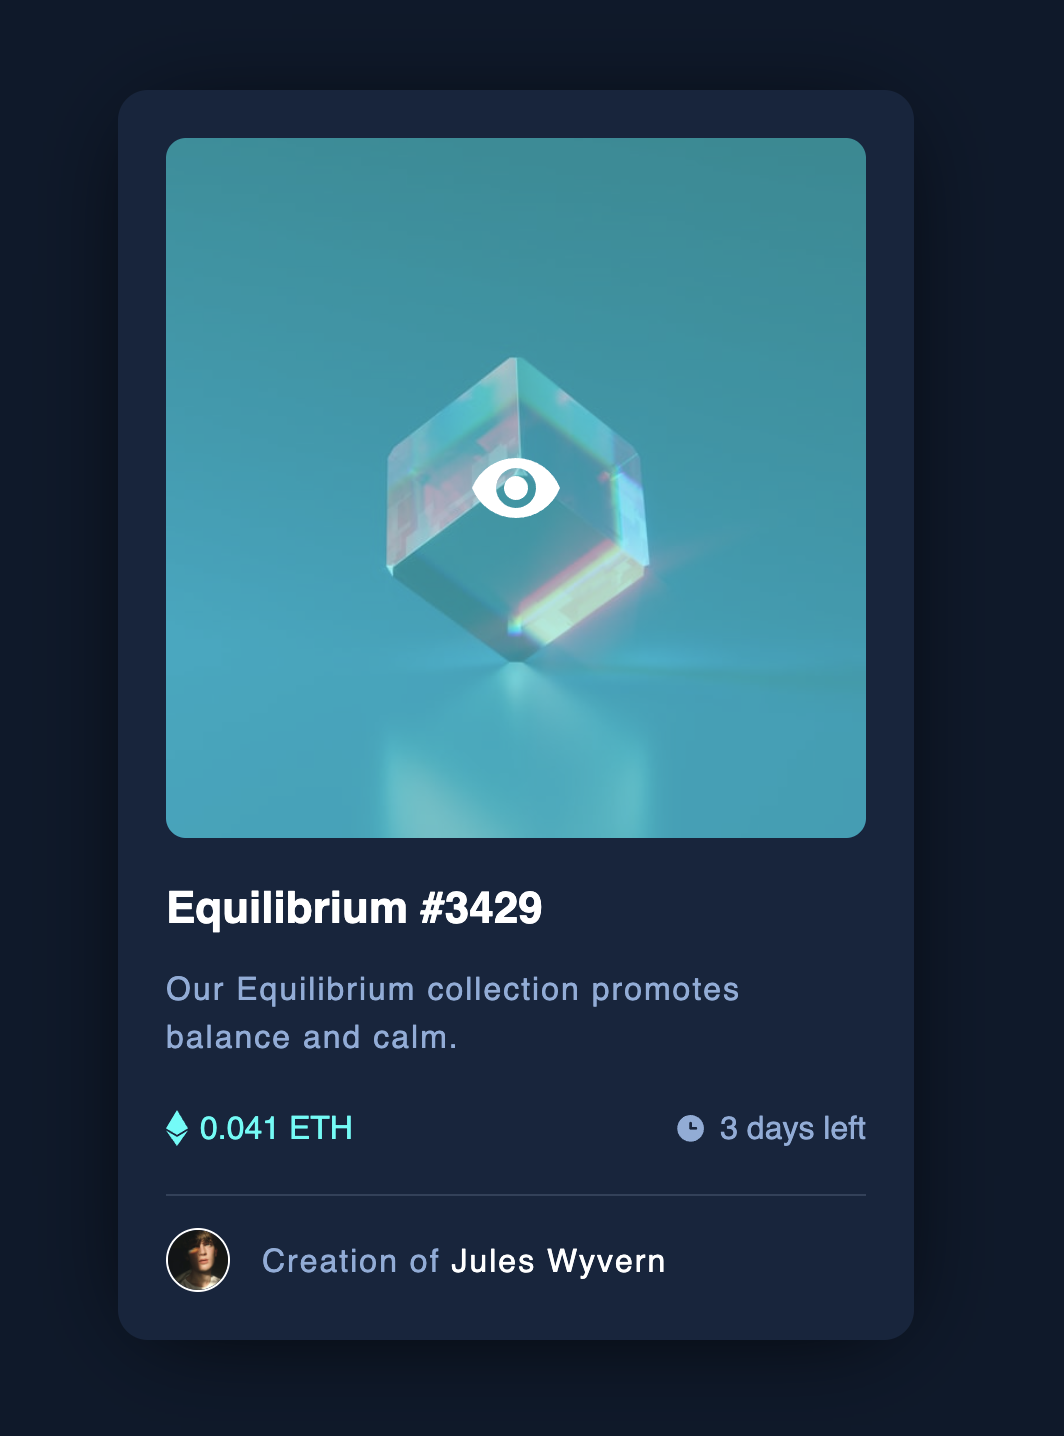 Equilibrium #3429
Our Equilibrium collection promotes
balance and calm.
0.041 ETH
3 days left
Creation of Jules Wyvern